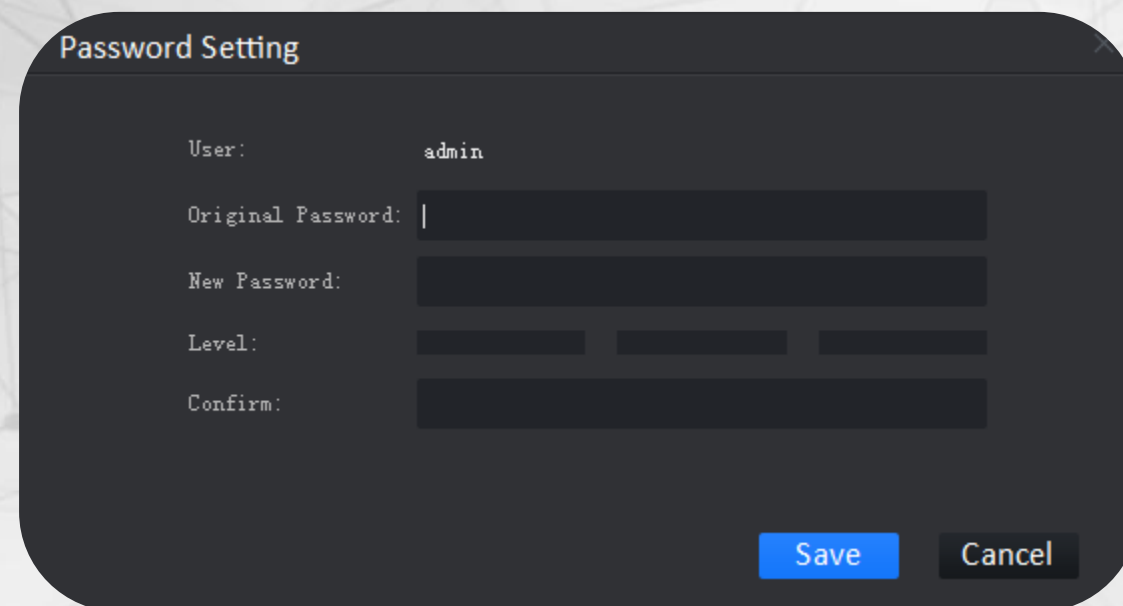 Password Setting
User: admin
Original Password:
New Password:
Level:
Confirm:
Save Cancel